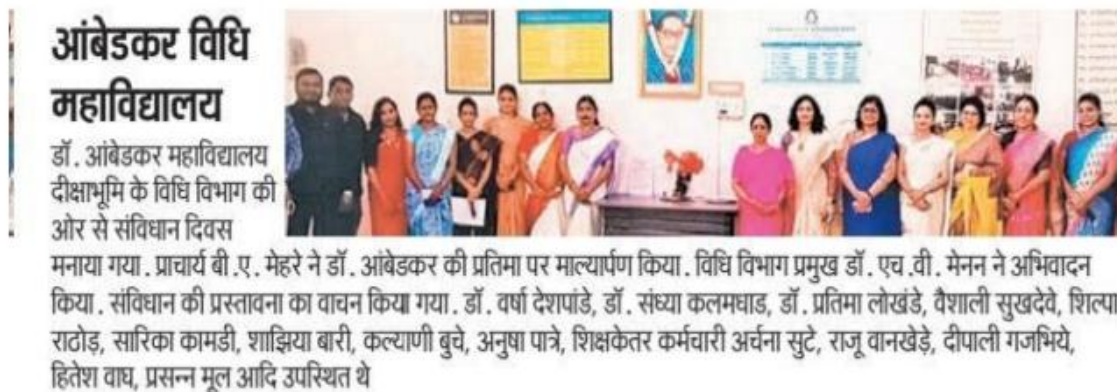 आंबेडकर विधि
महाविद्यालय
डॉ. आंबेडकर महाविद्यालय
दीक्षाभूमि के विधि विभाग की
ओर से संविधान दिवस
मनाया गया. प्राचार्य बी.ए. मेहरे ने डॉ. आंबेडकर की प्रतिमा पर माल्यार्पण किया. विधि विभाग प्रमुख डॉ. एच.वी. मेनन ने अभिवादन
किया. संविधान की प्रस्तावना का वाचन किया गया. डॉ. वर्षा देशपांडे, डॉ. संध्या कलमघाड, डॉ. प्रतिमा लोखंडे, वैशाली सुखदेवे, शिल्पा
राठोड़, सारिका कामडी, शाझिया बारी, कल्याणी बुचे, अनुषा पात्रे, शिक्षकेतर कर्मचारी अर्चना सुटे, राजू वानखेड़े, दीपाली गजभिये,
हितेश वाघ, प्रसन्न मूल आदि उपस्थित थे